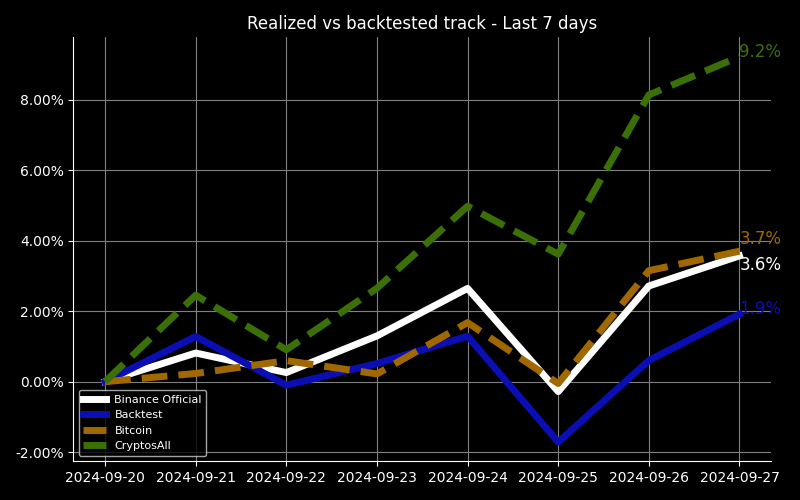 Realized vs backtested track - Last 7 days
9.2%
8.00%
6.00%
4.00%
3.7%
3.6%
2.00%
1.9%
0.00%
Binance Official
Backtest
Bitcoin
CryptosAll
-2.00%
2024-09-20 2024-09-21 2024-09-22 2024-09-23 2024-09-24 2024-09-25 2024-09-26 2024-09-27